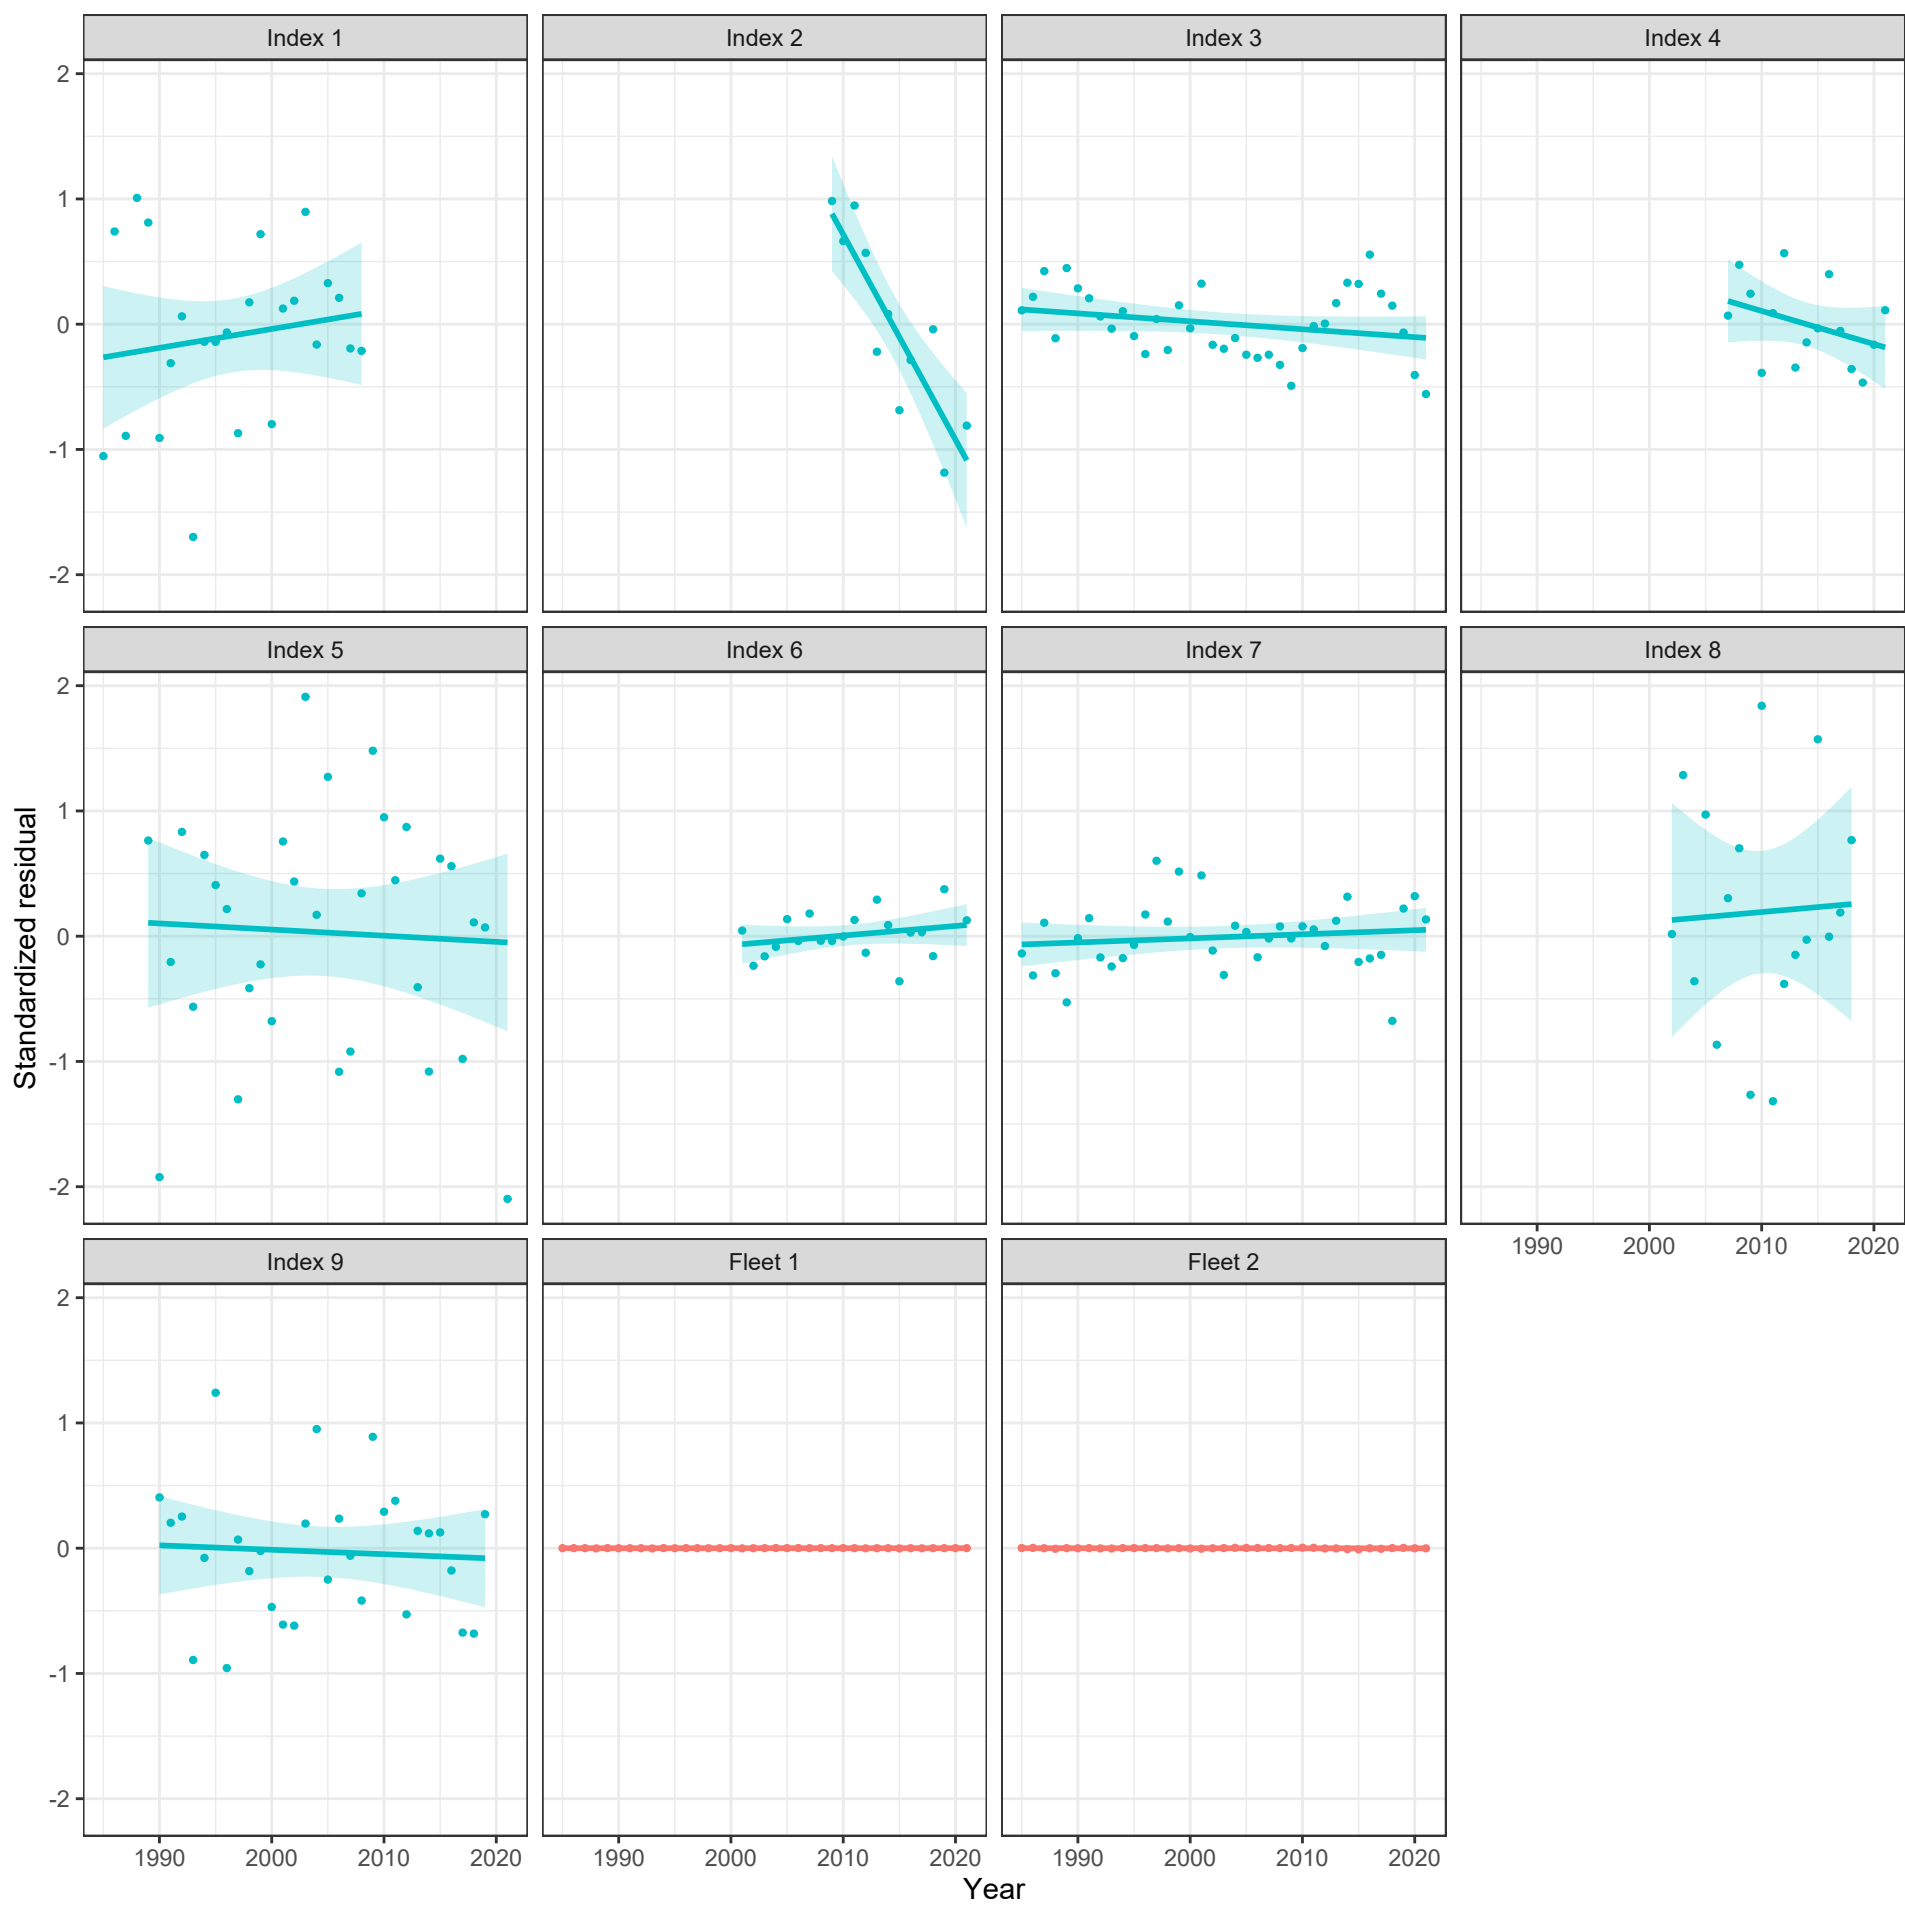 Index 1
Index 2
Index 3
Index 4
2
1
0
-1
-2
Index 5
Index 6
Index 7
Index 8
2
1
0
-1
-2
1990 2000 2010 2020
Index 9
Fleet 1
Fleet 2
2
1
0
-1
-2
1990 2000 2010 2020
1990 2000 2010 2020
1990 2000 2010 2020
Year
Standardized residual